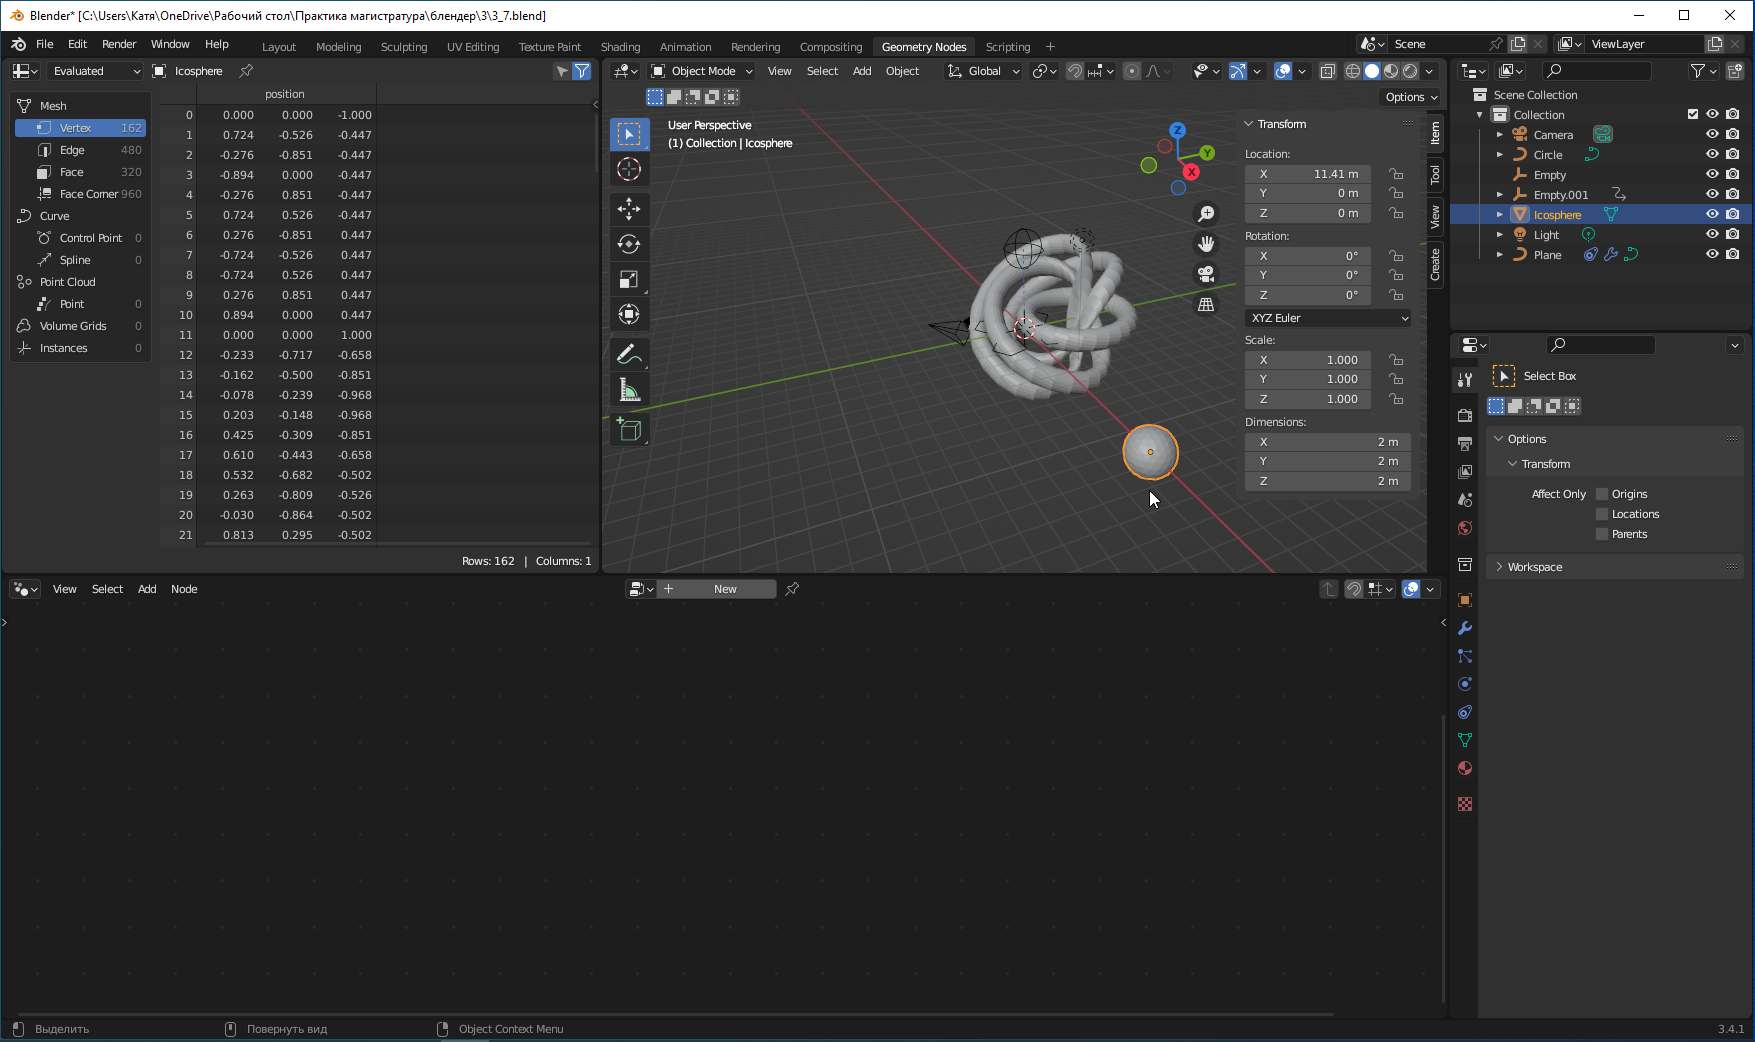 Blender* [C:\Users\Катя\OneDrive\Рабочий стол\Практика магистратура\блендер\3\3_7.blend]
File Edit Render Window Help Layout Modeling Sculpting UV Editing Texture Paint Shading Animation Rendering Compositing Geometry Nodes Scripting + Scene ViewLayer
Evaluated Icosphere
Mesh
Vertex 162
Edge 480
Face 320
Face Corner 960
Curve
Control Point 0
Spline 0
Point Cloud
Point 0
Volume Grids 0
Instances 0
position
0 0.000 0.000 -1.000
1 0.724 -0.526 -0.447
2 -0.276 -0.851 -0.447
3 -0.894 0.000 -0.447
4 -0.276 0.851 -0.447
5 0.724 0.526 -0.447
6 0.276 -0.851 0.447
7 -0.724 -0.526 0.447
8 -0.724 0.526 0.447
9 0.276 0.851 0.447
10 0.894 0.000 0.447
11 0.000 0.000 1.000
12 -0.233 -0.717 -0.658
13 -0.162 -0.500 -0.851
14 -0.078 -0.239 -0.968
15 0.203 -0.148 -0.968
16 0.425 -0.309 -0.851
17 0.610 -0.443 -0.658
18 0.532 -0.682 -0.502
19 0.263 -0.809 -0.526
20 -0.030 -0.864 -0.502
21 0.813 0.295 -0.502
Rows: 162 | Columns: 1
Object Mode View Select Add Object Global
Options
User Perspective
(1) Collection | Icosphere
Z
Y
X
Transform
Location:
X 11.41 m
Y 0 m
Z 0 m
Rotation:
X 0°
Y 0°
Z 0°
XYZ Euler
Scale:
X 1.000
Y 1.000
Z 1.000
Dimensions:
X 2 m
Y 2 m
Z 2 m
Item
Tool
View
Create
Scene Collection
Collection
Camera
Circle
Empty
Empty.001
Icosphere
Light
Plane
Select Box
Options
Transform
Affect Only Origins
Locations
Parents
Workspace
View Select Add Node New
Выделить Повернуть вид Object Context Menu 3.4.1